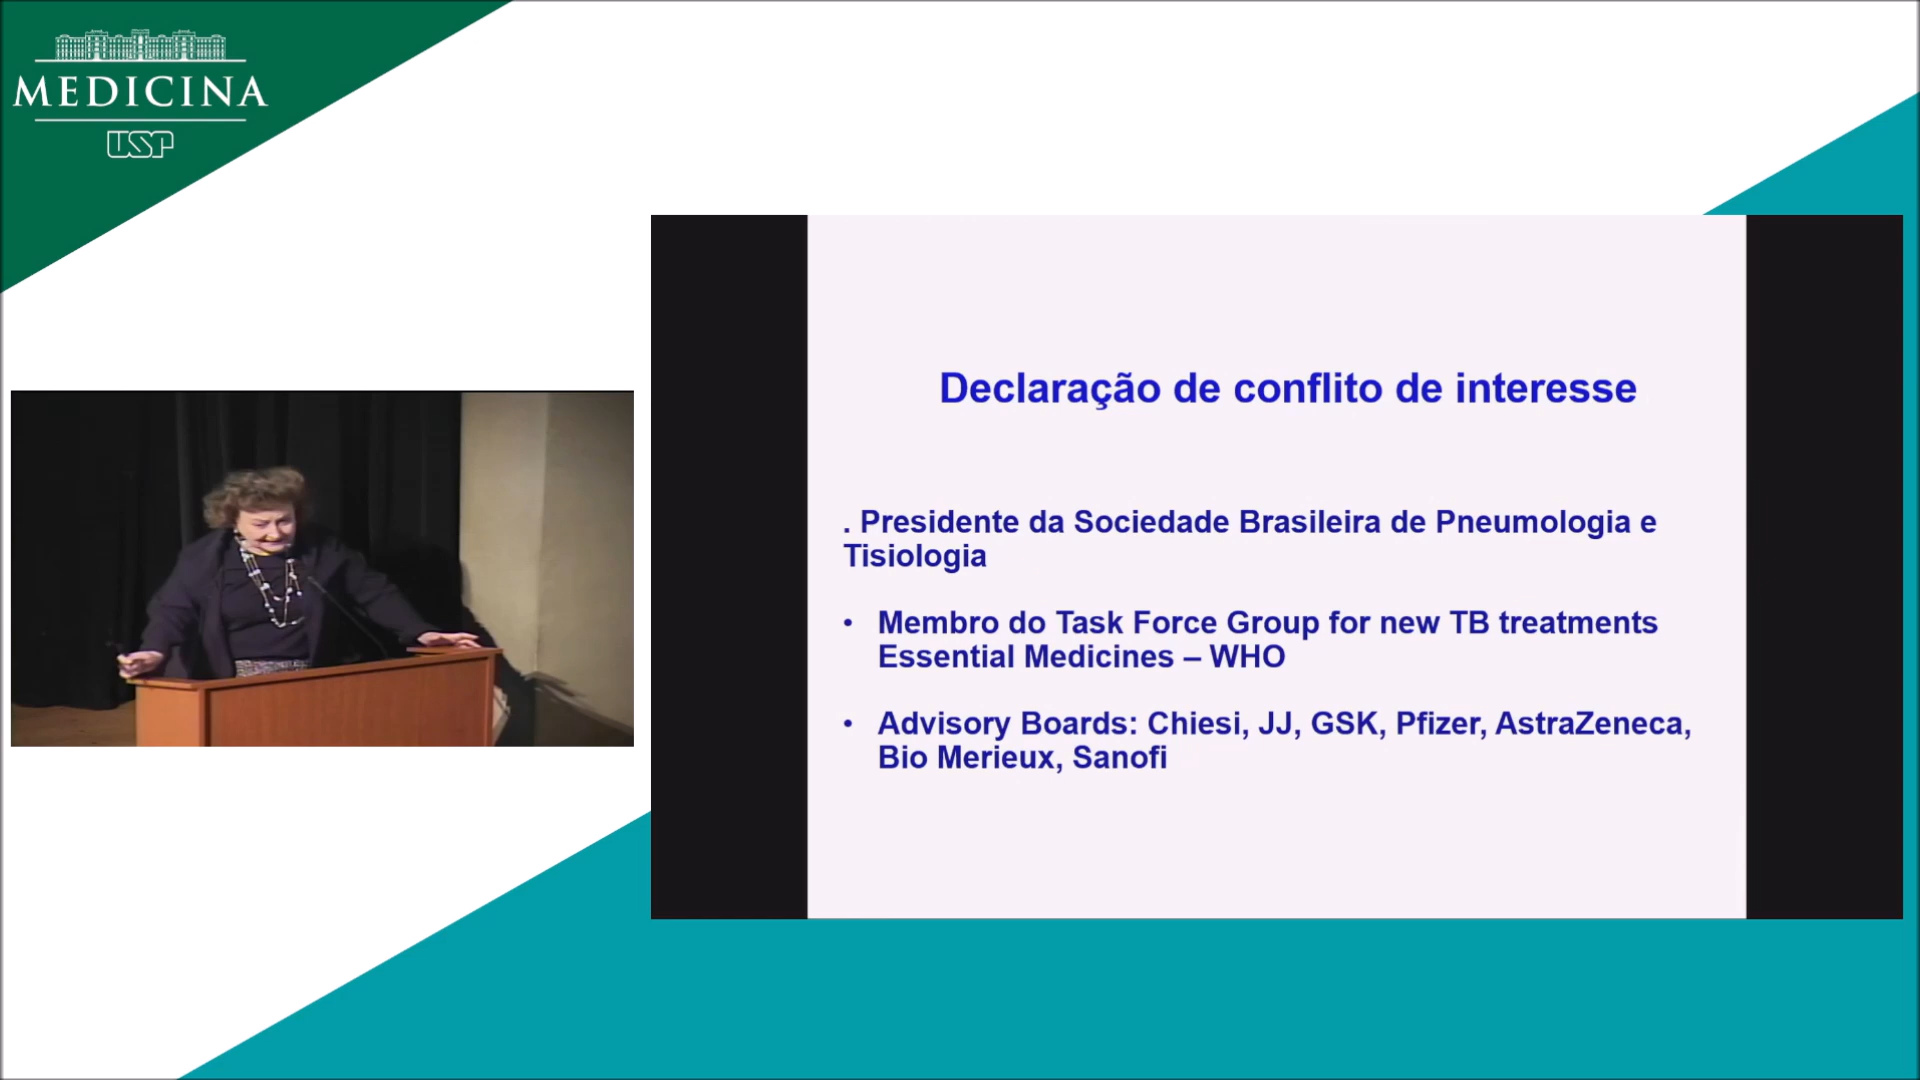 MEDICINA
USP
Declaração de conflito de interesse
. Presidente da Sociedade Brasileira de Pneumologia e
Tisiologia
• Membro do Task Force Group for new TB treatments
Essential Medicines – WHO
• Advisory Boards: Chiesi, JJ, GSK, Pfizer, AstraZeneca,
Bio Merieux, Sanofi